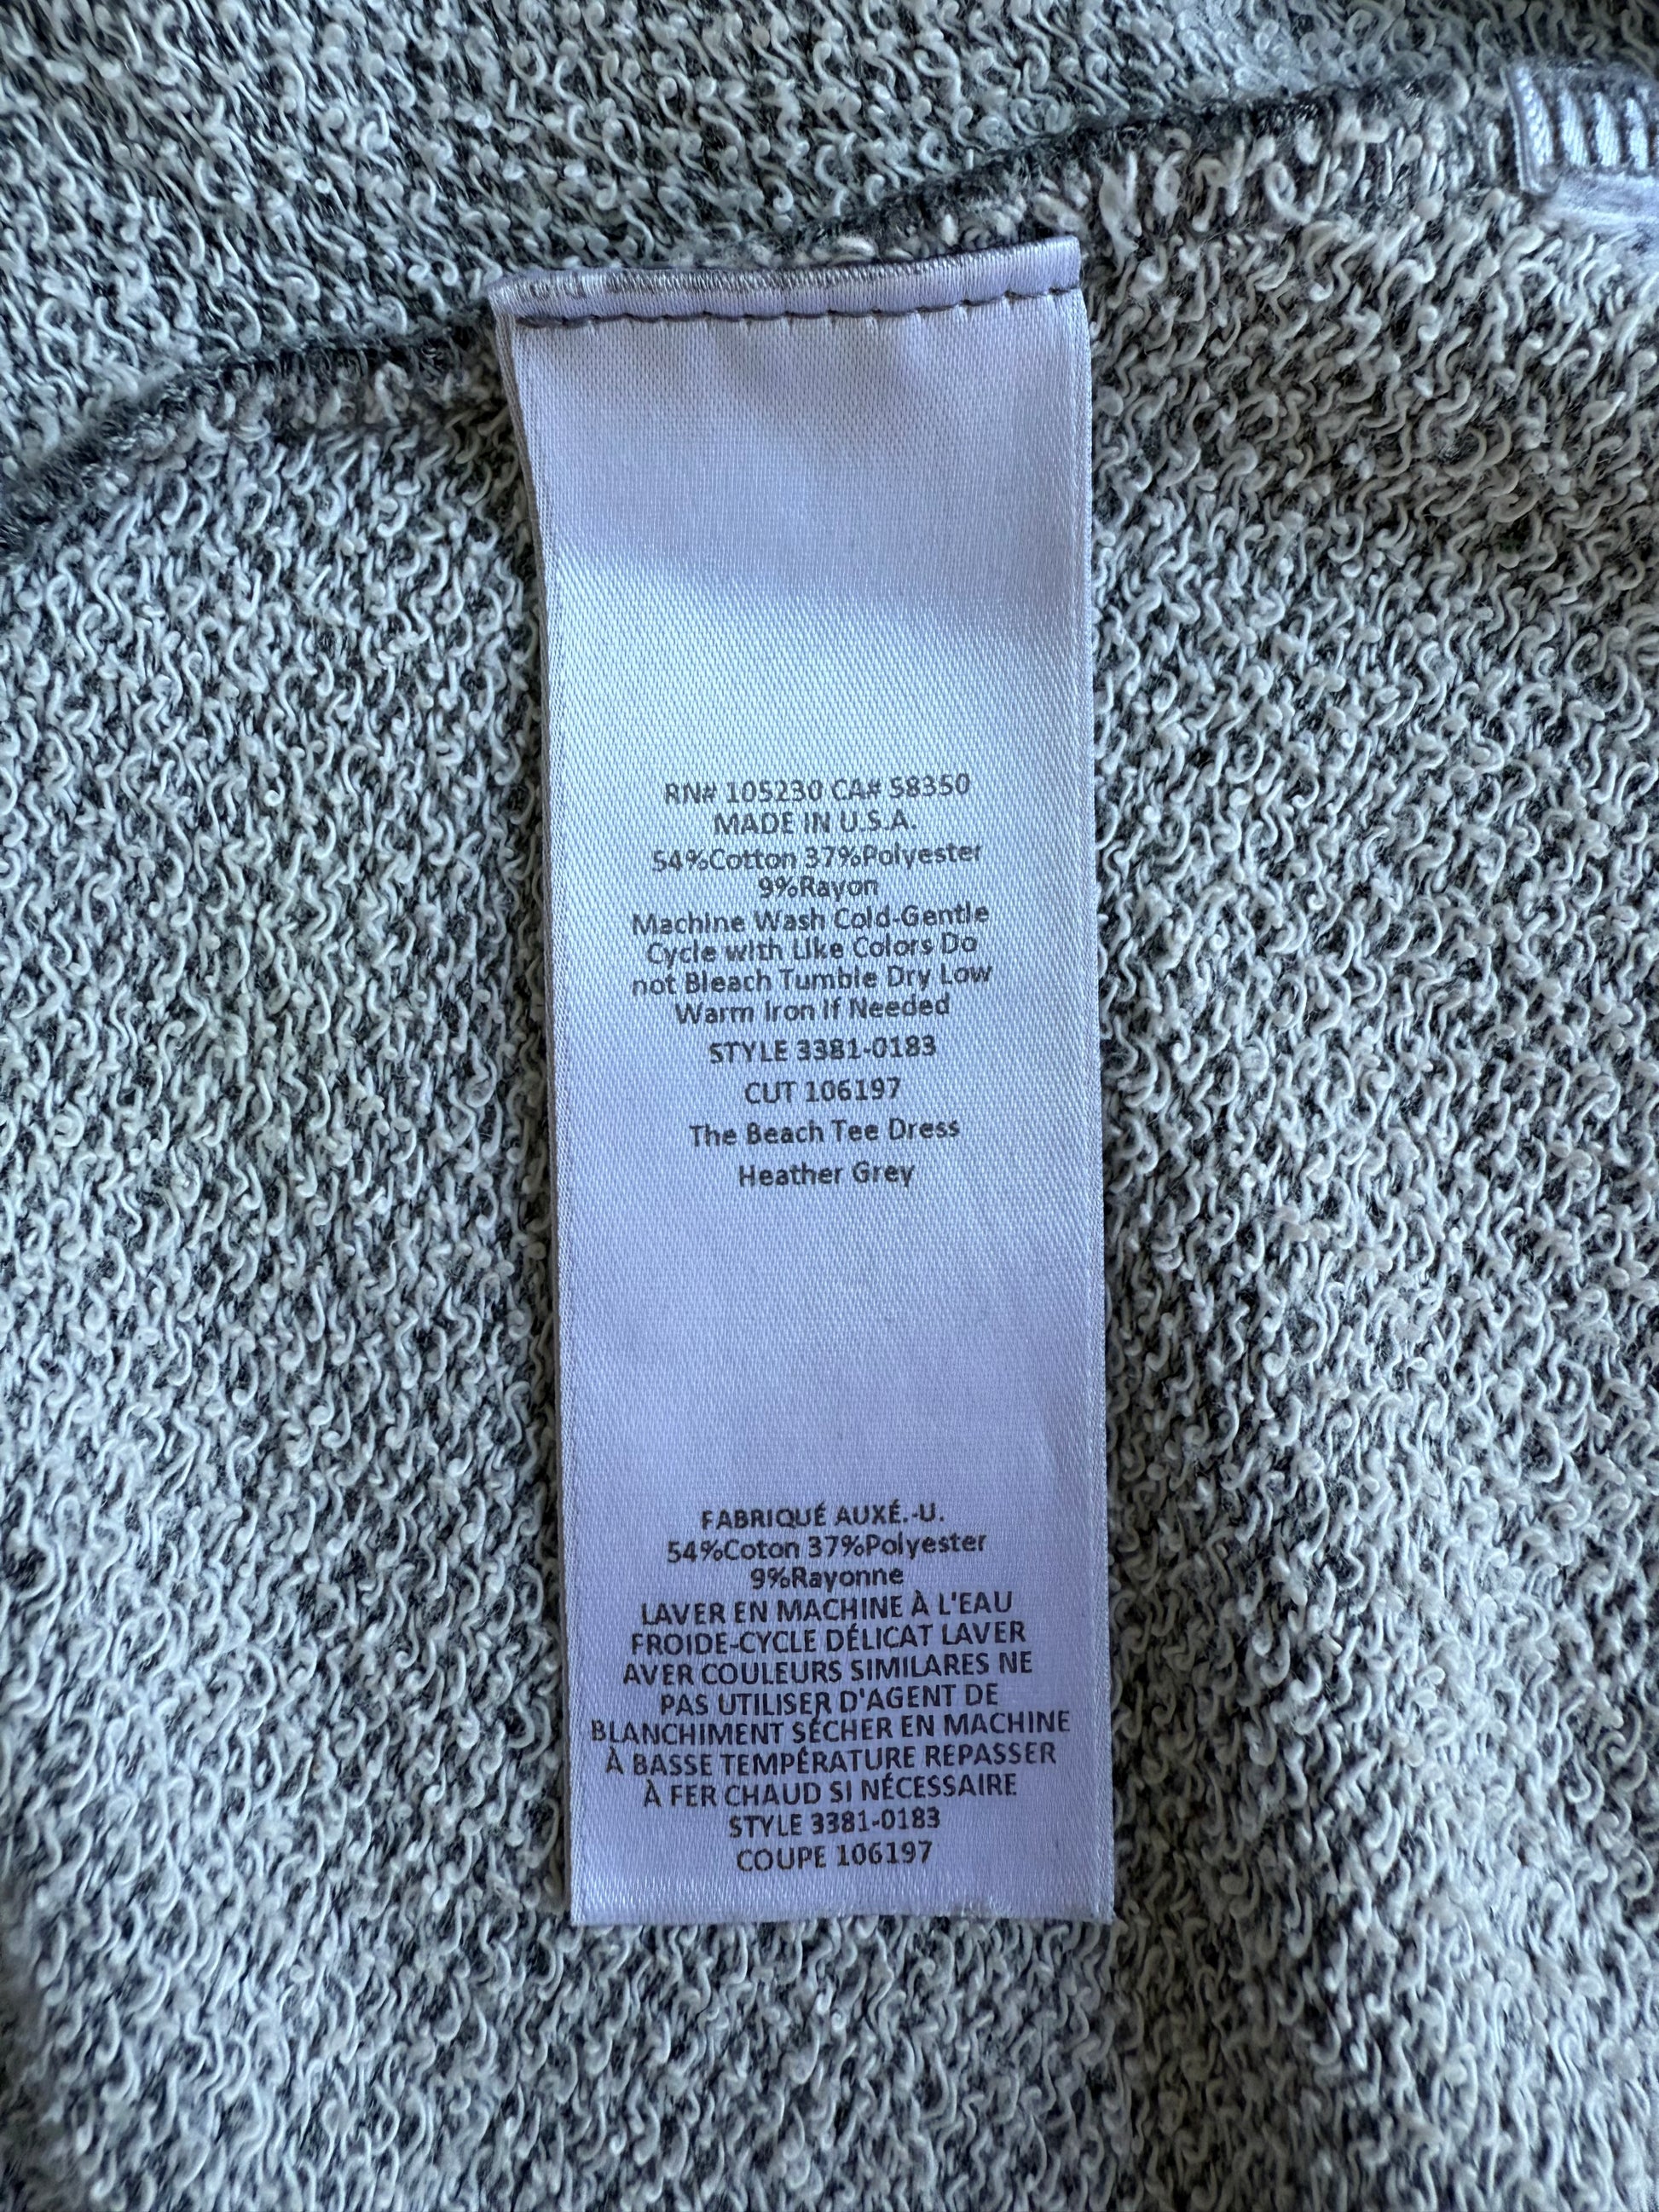 RN# 105230 CA# 58350
MADE IN U.S.A.
54%Cotton 37%Polyester
9%Rayon
Machine Wash Cold-Gentle
Cycle with Like Colors Do
not Bleach Tumble Dry Low
Warm Iron If Needed
STYLE 3381-0183
CUT 106197
The Beach Tee Dress
Heather Grey
FABRIQUÉ AUXÉ.-U.
54%Coton 37%Polyester
9%Rayonne
LAVER EN MACHINE À L'EAU
FROIDE-CYCLE DÉLICAT LAVER
AVER COULEURS SIMILARES NE
PAS UTILISER D'AGENT DE
BLANCHIMENT SÉCHER EN MACHINE
À BASSE TEMPÉRATURE REPASSER
À FER CHAUD SI NÉCESSAIRE
STYLE 3381-0183
COUPE 106197